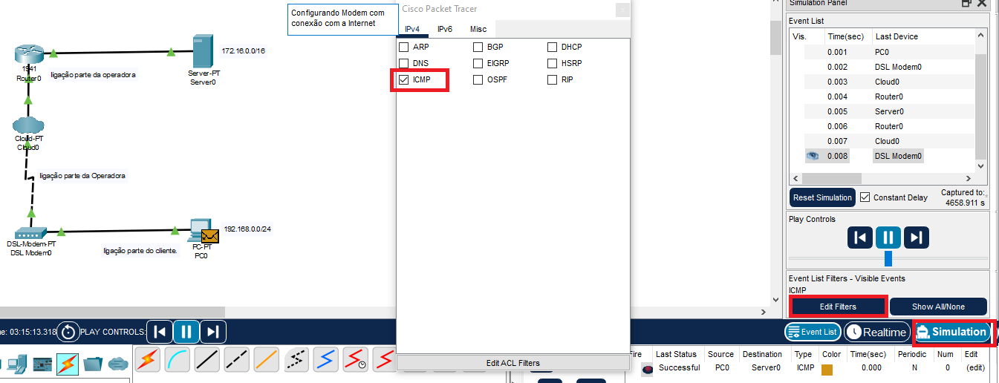 Configurando Modem com
conexão com a Internet
172.16.0.0/16
Server-PT
Server0
ligação parte da operadora
1941
Router0
Cloud-PT
Cloud0
ligação parte da Operadora
DSL-Modem-PT
DSL Modem0
ligação parte do cliente.
192.168.0.0/24
PC-PT
PC0
Cisco Packet Tracer
x
IPv4 IPv6 Misc
ARP BGP DHCP
DNS EIGRP HSRP
ICMP OSPF RIP
Edit ACL Filters
Simulation Panel
Event List
Vis. Time(sec) Last Device
0.001 PC0
0.002 DSL Modem0
0.003 Cloud0
0.004 Router0
0.005 Server0
0.006 Router0
0.007 Cloud0
0.008 DSL Modem0
Reset Simulation Constant Delay Captured to:
4658.911 s
Play Controls
Event List Filters - Visible Events
ICMP
Edit Filters Show All/None
e: 03:15:13.318 PLAY CONTROLS:
Event List Realtime Simulation
Fire Last Status Source Destination Type Color Time(sec) Periodic Num Edit
Successful PC0 Server0 ICMP 0.000 N 0 (edit)